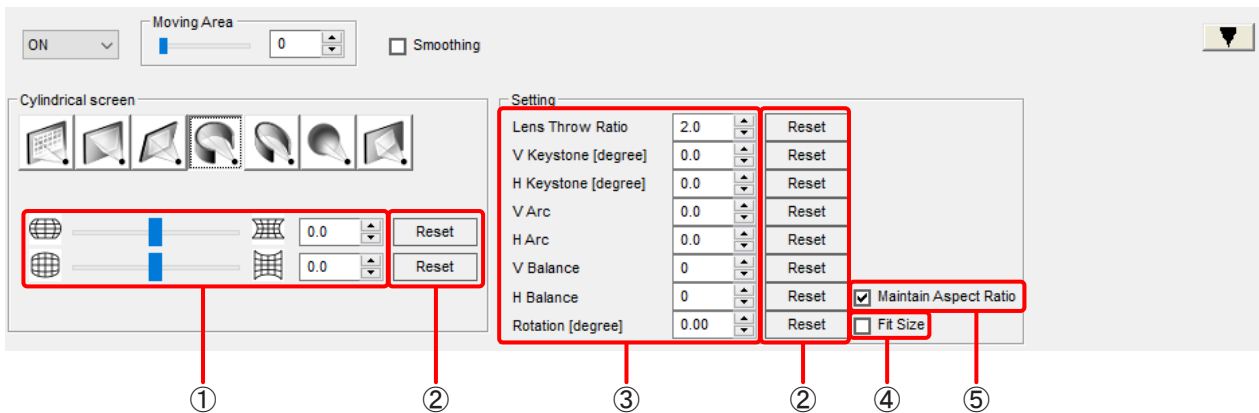 Moving Area
ON 0 Smoothing
Cylindrical screen
0.0 Reset
0.0 Reset
Setting
Lens Throw Ratio 2.0 Reset
V Keystone [degree] 0.0 Reset
H Keystone [degree] 0.0 Reset
V Arc 0.0 Reset
H Arc 0.0 Reset
V Balance 0 Reset
H Balance 0 Reset Maintain Aspect Ratio
Rotation [degree] 0.00 Reset Fit Size
① ② ③ ② ④ ⑤